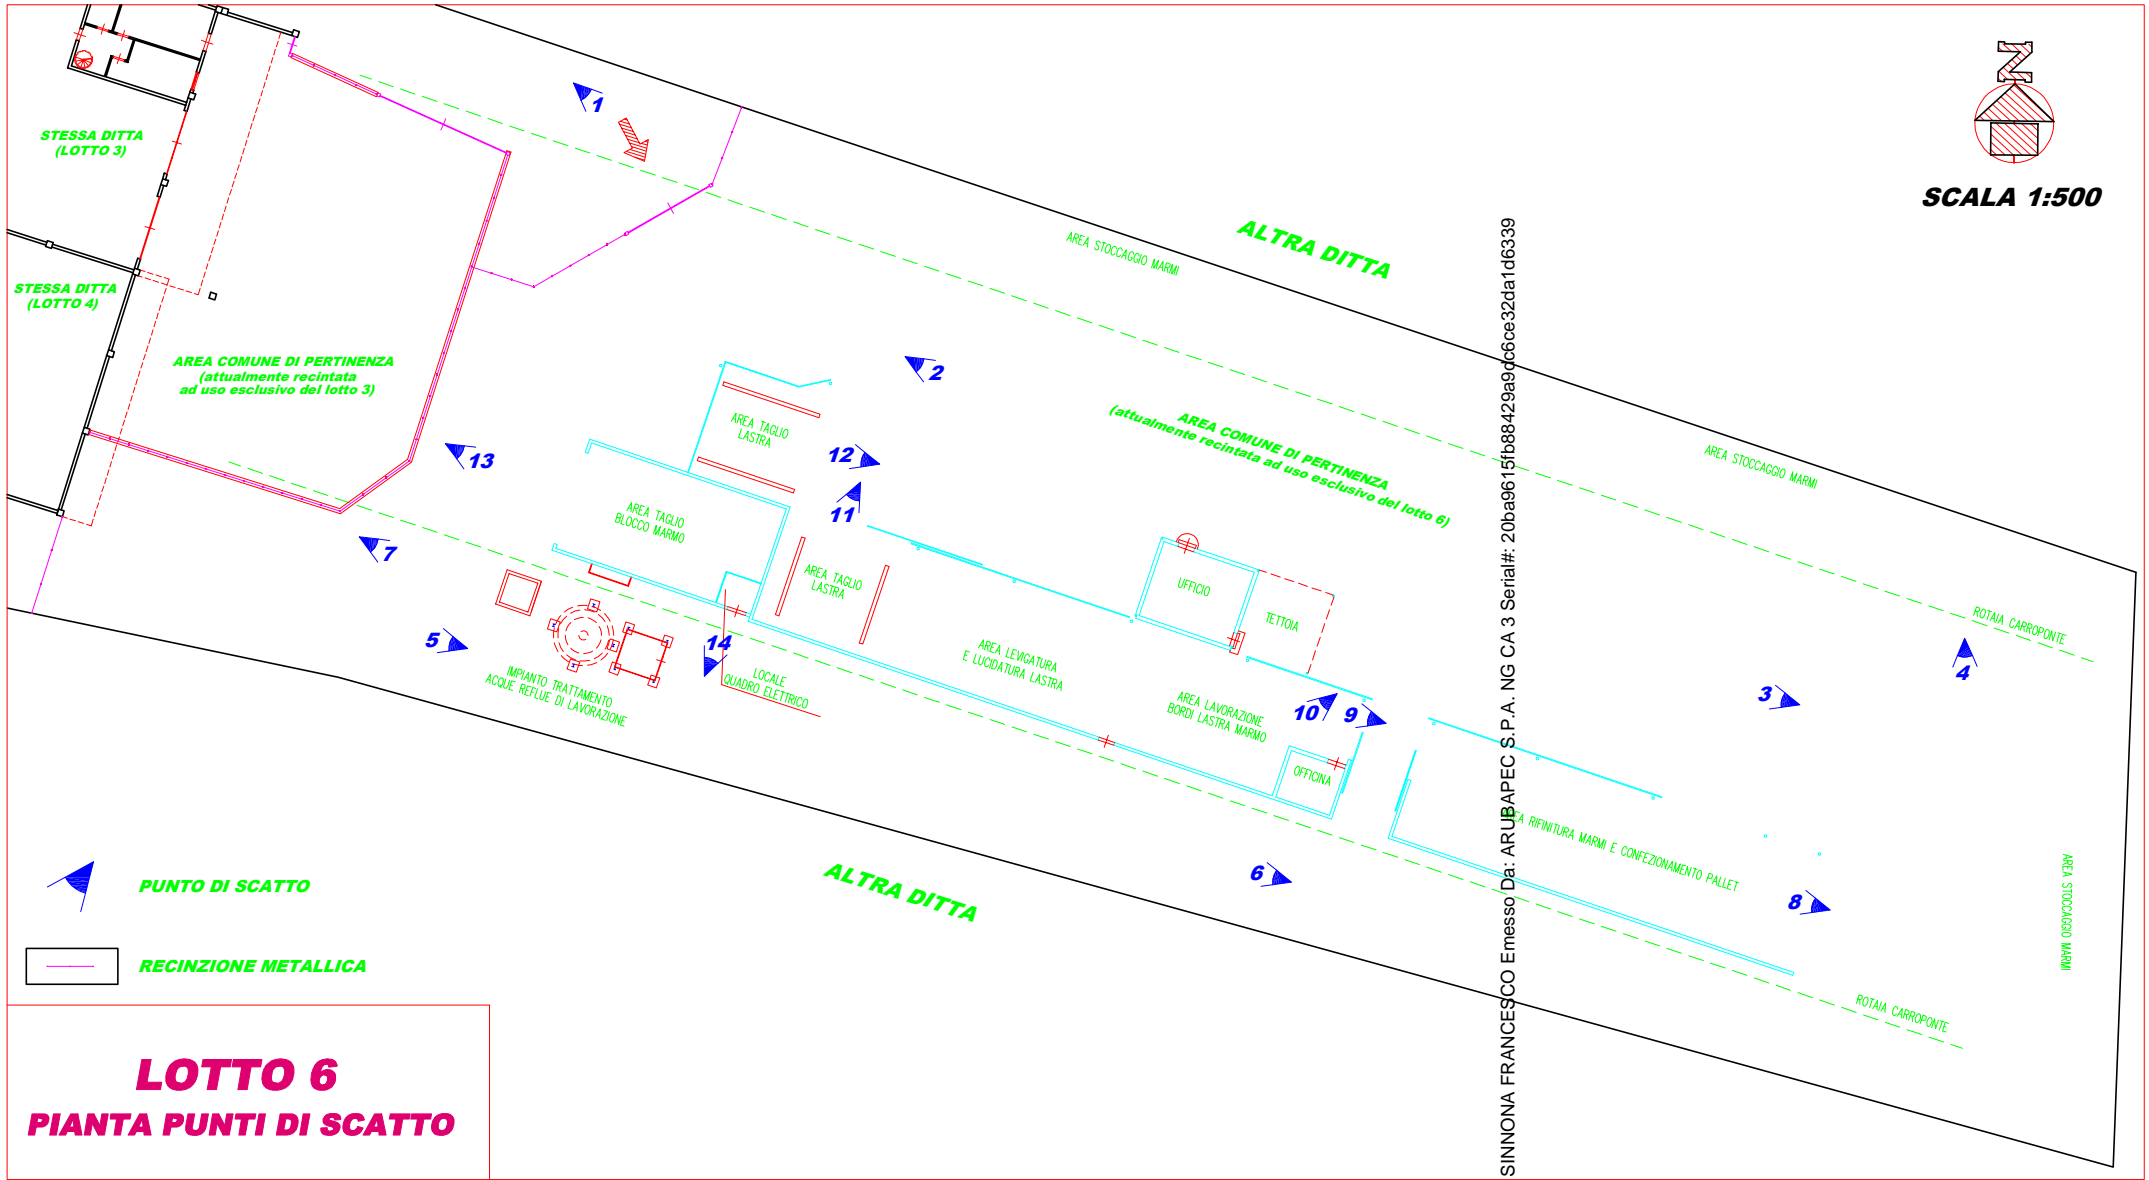 N
SCALA 1:500
STESSA DITTA
(LOTTO 3)
STESSA DITTA
(LOTTO 4)
AREA COMUNE DI PERTINENZA
(attualmente recintata
ad uso esclusivo del lotto 3)
1
ALTRA DITTA
AREA STOCCAGGIO MARMI
2
AREA COMUNE DI PERTINENZA
(attualmente recintata ad uso esclusivo del lotto 6)
AREA STOCCAGGIO MARMI
ROTAIA CARROPONTE
13
12
11
7
AREA TAGLIO
LASTRA
AREA TAGLIO
BLOCCO MARMO
AREA TAGLIO
LASTRA
UFFICIO
TETTOIA
5
14
IMPIANTO TRATTAMENTO
ACQUE REFLUE DI LAVORAZIONE
LOCALE
QUADRO ELETTRICO
AREA LEVIGATURA
E LUCIDATURA LASTRA
AREA LAVORAZIONE
BORDI LASTRA MARMO
10
9
3
4
OFFICINA
AREA RIFINITURA MARMI E CONFEZIONAMENTO PALLET
6
8
AREA STOCCAGGIO MARMI
ROTAIA CARROPONTE
ALTRA DITTA
PUNTO DI SCATTO
RECINZIONE METALLICA
LOTTO 6
PIANTA PUNTI DI SCATTO
SINNONA FRANCESCO Emesso Da: ARUBAPEC S.P.A. NG CA 3 Serial#: 20ba9615fb88429a9dc6ce32da1d6339